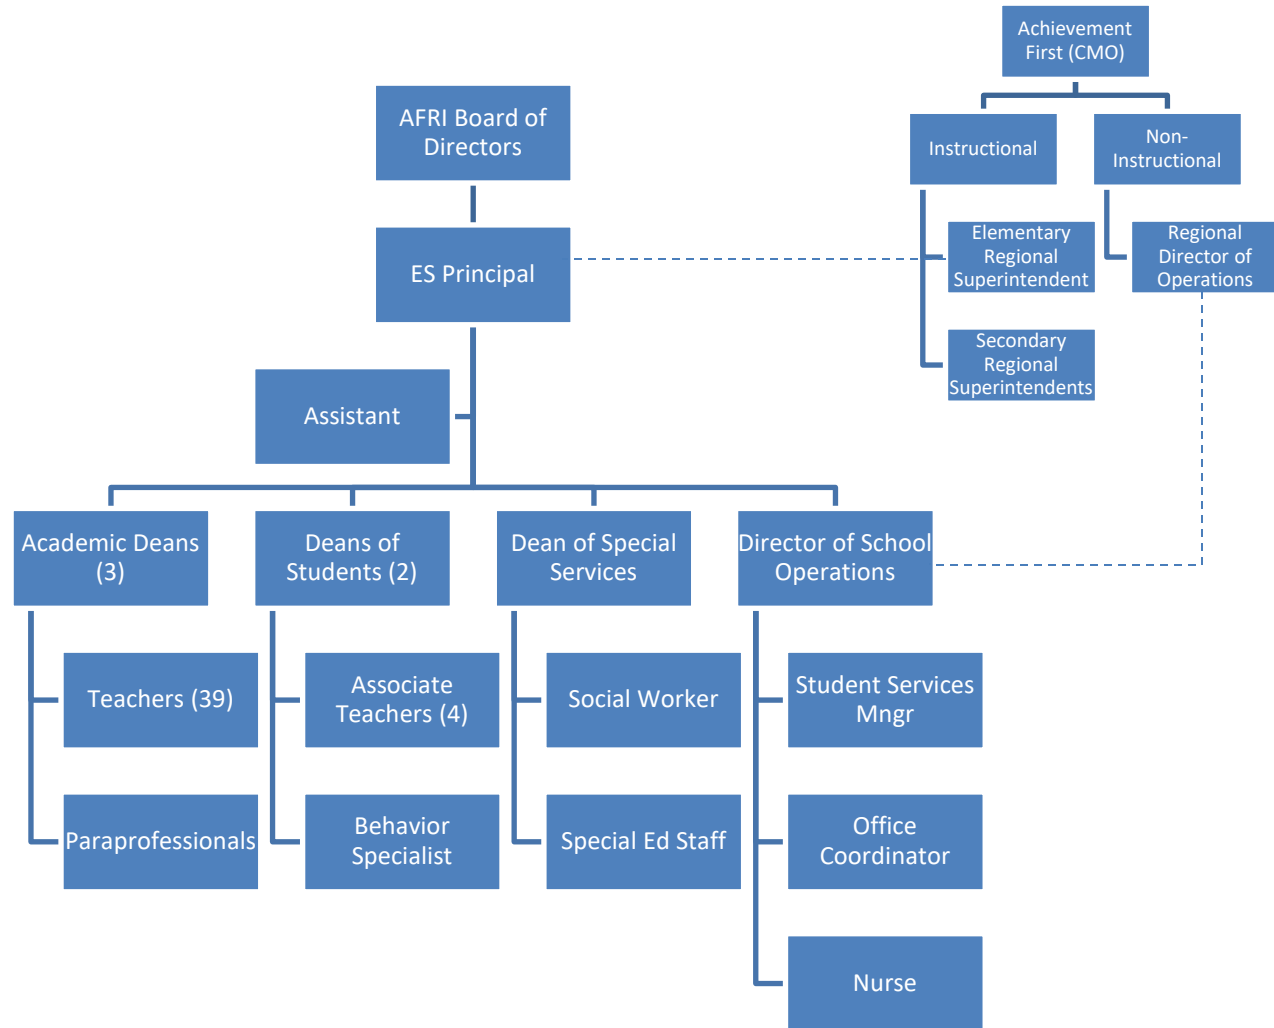 Achievement
First (CMO)
AFRI Board of
Directors
Instructional
Non-
Instructional
ES Principal
Elementary
Regional
Superintendent
Regional
Director of
Operations
Secondary
Regional
Superintendents
Assistant
Academic Deans
(3)
Deans of
Students (2)
Dean of Special
Services
Director of School
Operations
Teachers (39)
Associate
Teachers (4)
Social Worker
Student Services
Mngr
Paraprofessionals
Behavior
Specialist
Special Ed Staff
Office
Coordinator
Nurse